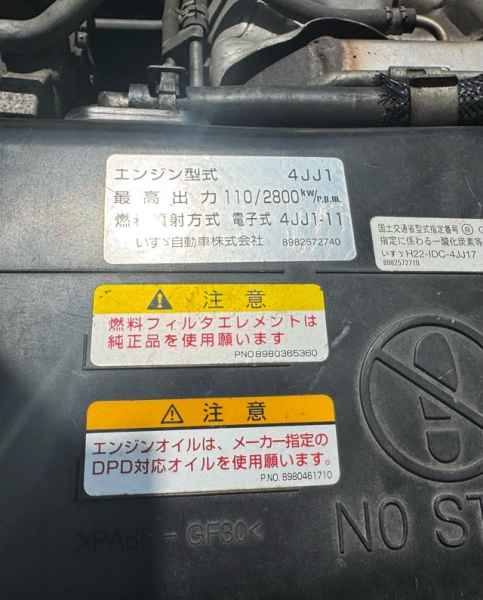 エンジン型式 4JJ1
最高出力 110/2800kW/r.p.m.
燃料噴射方式 電子式 4JJ1-11
いすゞ自動車株式会社 8982572740
国土交通省型式指定番号
指定に係わる一酸化炭素等
いすゞH22-IDC-4JJ17
8982572710
⚠ 注意
燃料フィルタエレメントは
純正品を使用願います
PNO8980365360
⚠ 注意
エンジンオイルは、メーカー指定の
DPD対応オイルを使用願います。
P.NO. 8980461710
>PA66-GF30<
NO ST